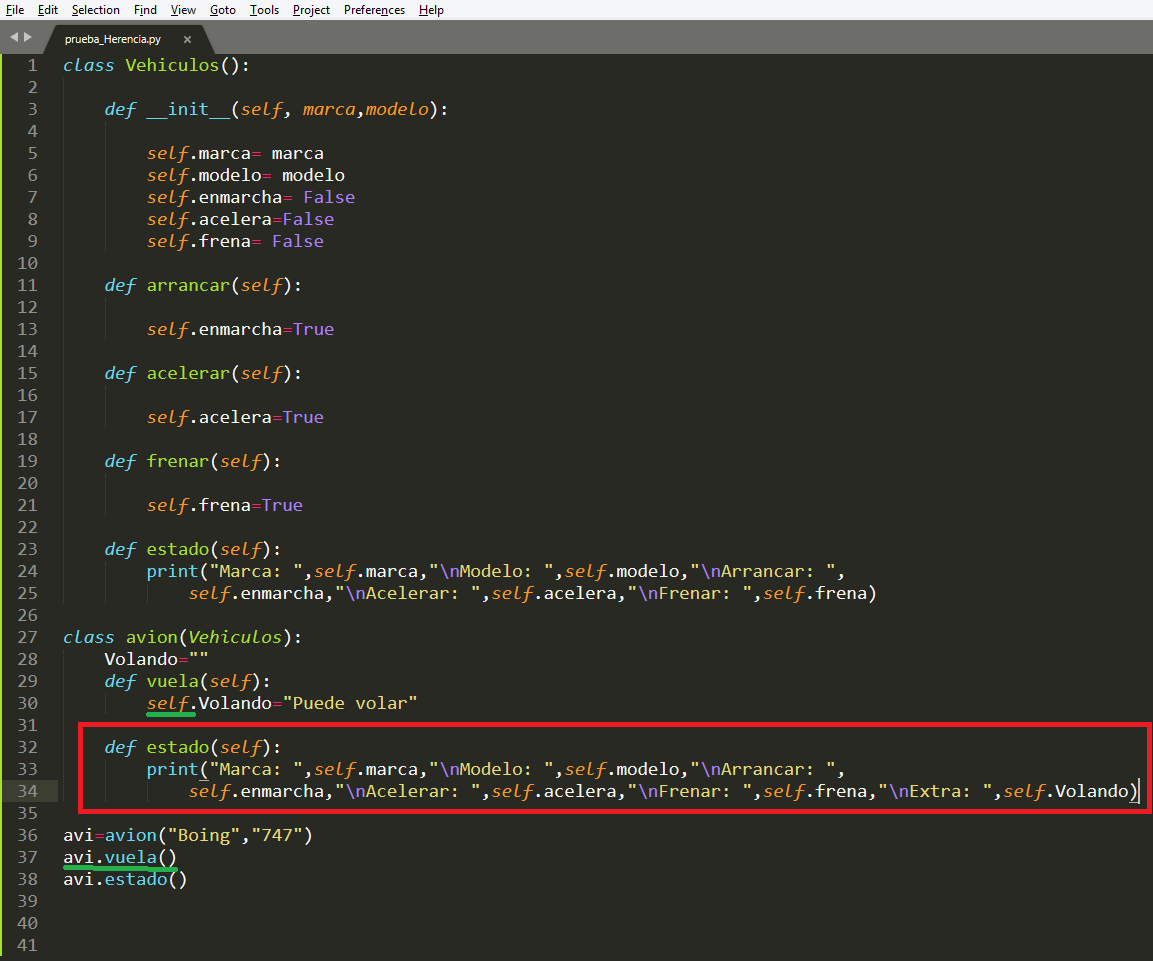 File Edit Selection Find View Goto Tools Project Preferences Help
prueba_Herencia.py ×
1 class Vehiculos():
2
3     def __init__(self, marca,modelo):
4
5         self.marca= marca
6         self.modelo= modelo
7         self.enmarcha= False
8         self.acelera=False
9         self.frena= False
10
11     def arrancar(self):
12
13         self.enmarcha=True
14
15     def acelerar(self):
16
17         self.acelera=True
18
19     def frenar(self):
20
21         self.frena=True
22
23     def estado(self):
24         print("Marca: ",self.marca,"\nModelo: ",self.modelo,"\nArrancar: ",
25             self.enmarcha,"\nAcelerar: ",self.acelera,"\nFrenar: ",self.frena)
26
27 class avion(Vehiculos):
28     Volando=""
29     def vuela(self):
30         self.Volando="Puede volar"
31
32     def estado(self):
33         print("Marca: ",self.marca,"\nModelo: ",self.modelo,"\nArrancar: ",
34             self.enmarcha,"\nAcelerar: ",self.acelera,"\nFrenar: ",self.frena,"\nExtra: ",self.Volando)
35
36 avi=avion("Boing","747")
37 avi.vuela()
38 avi.estado()
39
40
41